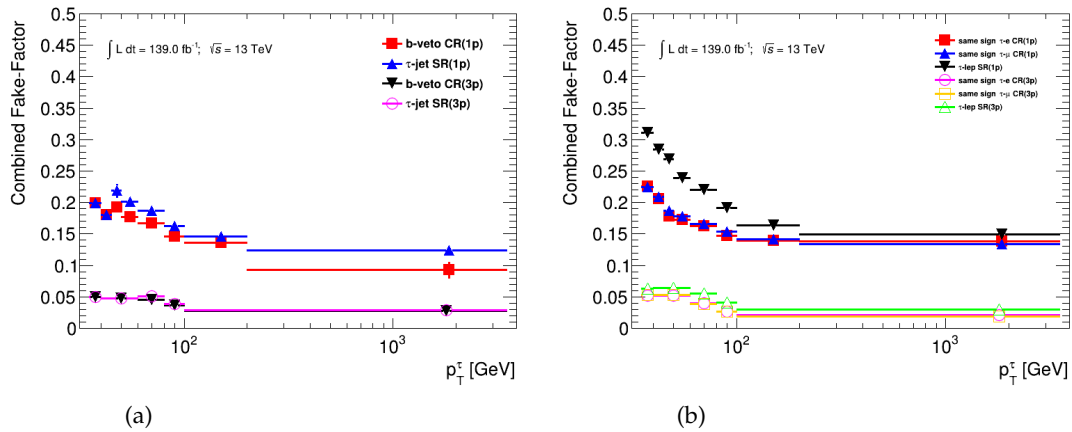 Combined Fake-Factor
0.5
0.45
0.4
0.35
0.3
0.25
0.2
0.15
0.1
0.05
0
∫ L dt = 139.0 fb⁻¹; √s = 13 TeV
b-veto CR(1p)
τ-jet SR(1p)
b-veto CR(3p)
τ-jet SR(3p)
10² 10³
p_T^τ [GeV]
(a)
Combined Fake-Factor
0.5
0.45
0.4
0.35
0.3
0.25
0.2
0.15
0.1
0.05
0
∫ L dt = 139.0 fb⁻¹; √s = 13 TeV
same sign τ-e CR(1p)
same sign τ-μ CR(1p)
τ-lep SR(1p)
same sign τ-e CR(3p)
same sign τ-μ CR(3p)
τ-lep SR(3p)
10² 10³
p_T^τ [GeV]
(b)